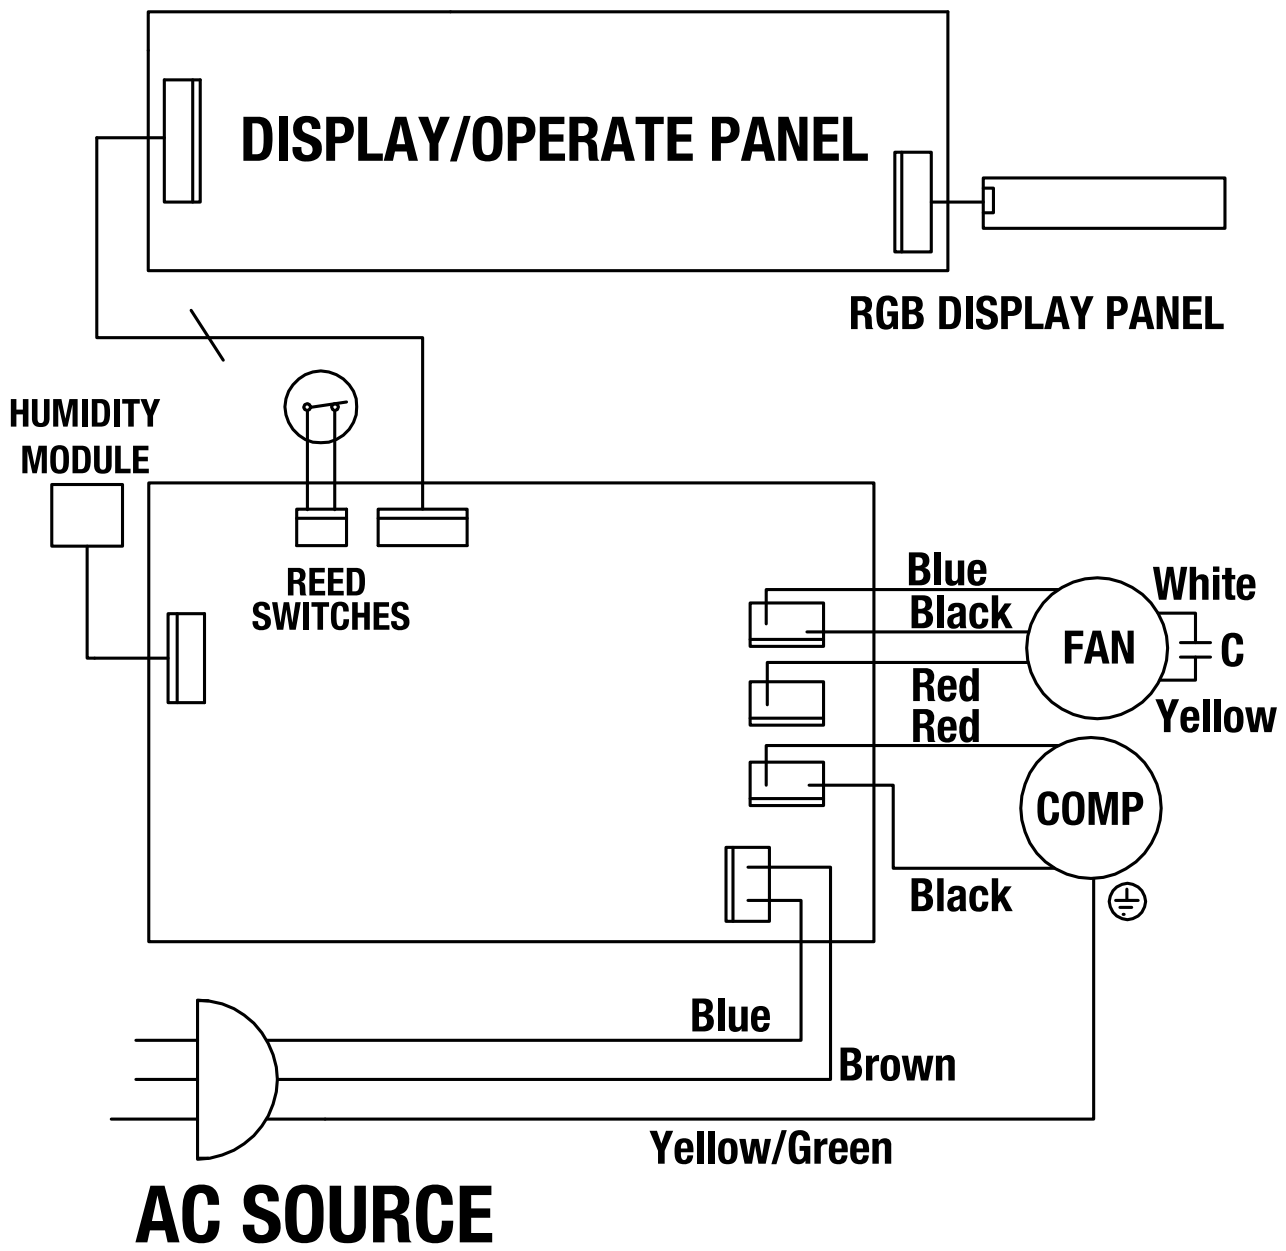 DISPLAY/OPERATE PANEL
RGB DISPLAY PANEL
HUMIDITY
MODULE
REED
SWITCHES
Blue
Black
Red
Red
Black
FAN
White
C
Yellow
COMP
Blue
Brown
Yellow/Green
AC SOURCE